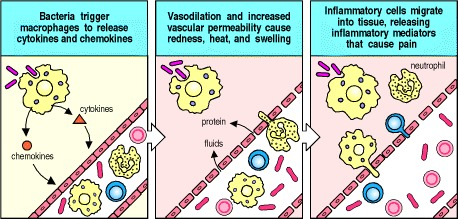 Bacteria trigger
macrophages to release
cytokines and chemokines
cytokines
chemokines
Vasodilation and increased
vascular permeability cause
redness, heat, and swelling
protein
fluids
Inflammatory cells migrate
into tissue, releasing
inflammatory mediators
that cause pain
neutrophil